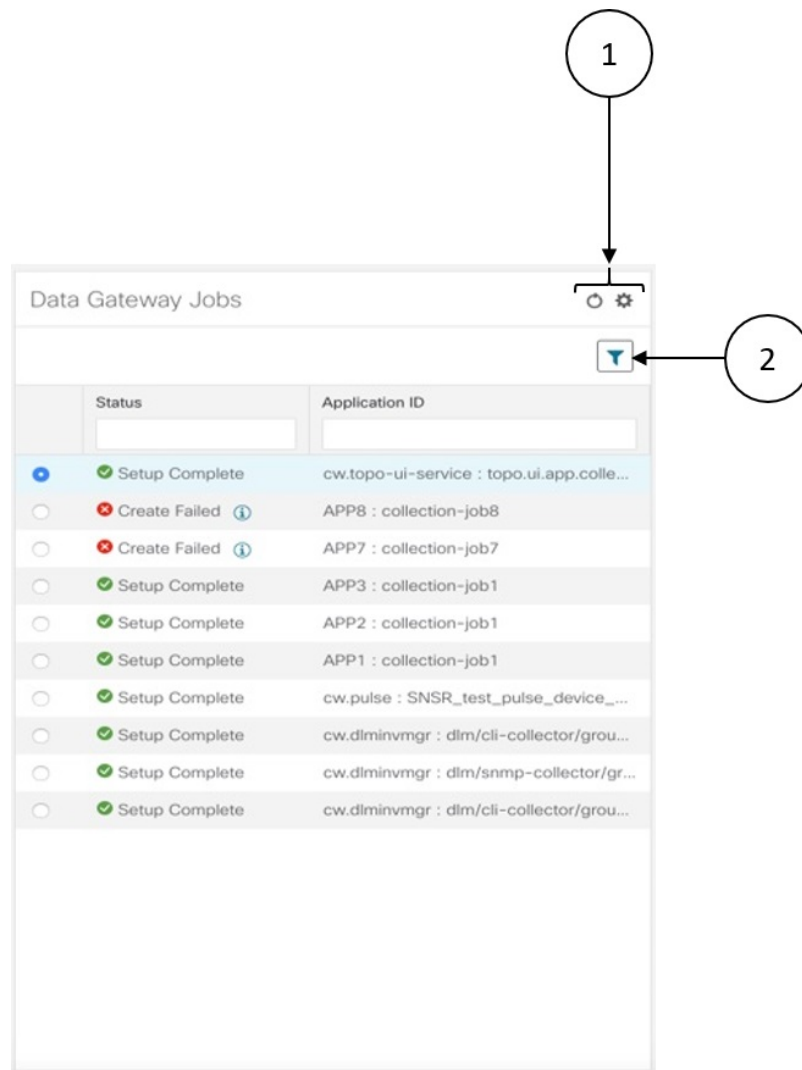 1
Data Gateway Jobs
2
Status Application ID
Setup Complete cw.topo-ui-service : topo.ui.app.colle...
Create Failed APP8 : collection-job8
Create Failed APP7 : collection-job7
Setup Complete APP3 : collection-job1
Setup Complete APP2 : collection-job1
Setup Complete APP1 : collection-job1
Setup Complete cw.pulse : SNSR_test_pulse_device_...
Setup Complete cw.dlminvmgr : dlm/cli-collector/grou...
Setup Complete cw.dlminvmgr : dlm/snmp-collector/gr...
Setup Complete cw.dlminvmgr : dlm/cli-collector/grou...